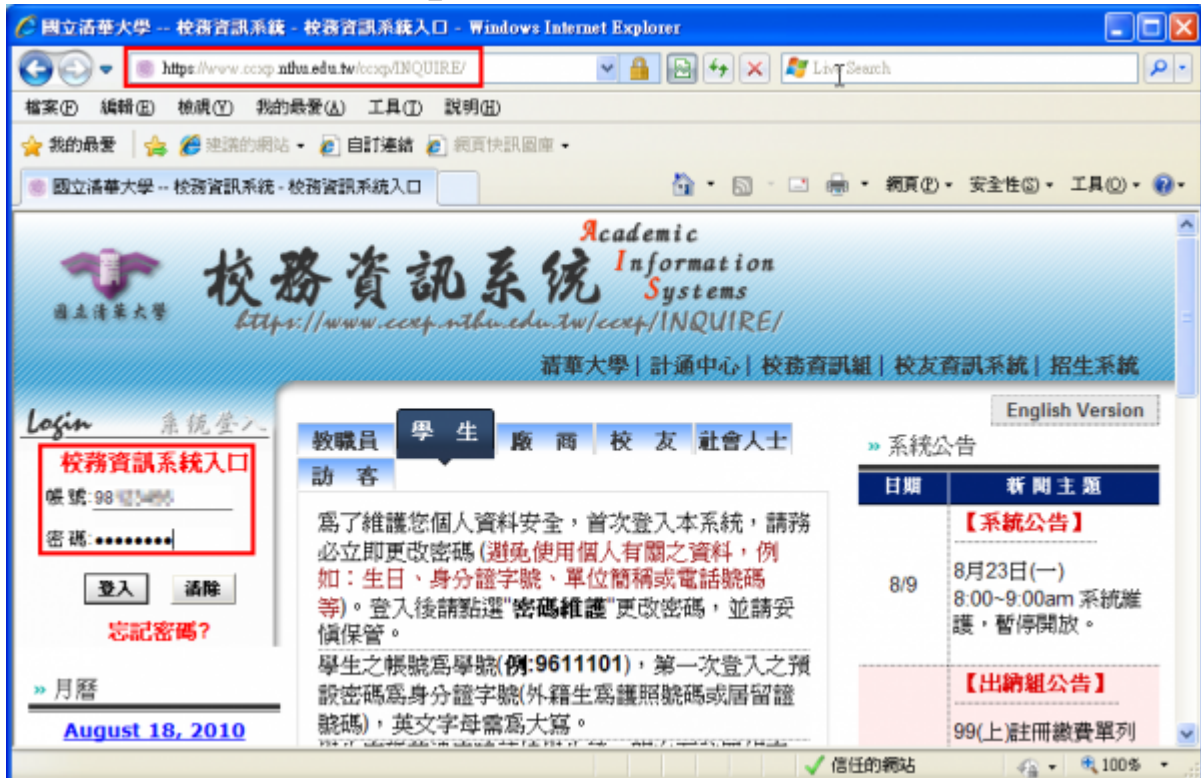 國立清華大學 -- 校務資訊系統 - 校務資訊系統入口 - Windows Internet Explorer
https://www.ccxp.nthu.edu.tw/ccxp/INQUIRE/
Live Search
檔案(F) 編輯(E) 檢視(V) 我的最愛(A) 工具(T) 說明(H)
我的最愛 建議的網站 自訂連結 網頁快訊圖庫
國立清華大學 -- 校務資訊系統 - 校務資訊系統入口
網頁(P) 安全性(S) 工具(O)
Academic
Information
Systems
校務資訊系統
國立清華大學
https://www.ccxp.nthu.edu.tw/ccxp/INQUIRE/
清華大學 | 計通中心 | 校務資訊組 | 校友資訊系統 | 招生系統
Login 系統登入
校務資訊系統入口
帳號:98
密碼:••••••••
登入 清除
忘記密碼?
» 月曆
August 18, 2010
教職員 學生 廠商 校友 社會人士
訪客
為了維護您個人資料安全,首次登入本系統,請務
必立即更改密碼(避免使用個人有關之資料,例
如:生日、身分證字號、單位簡稱或電話號碼
等)。登入後請點選"密碼維護"更改密碼,並請妥
慎保管。
學生之帳號為學號(例:9611101),第一次登入之預
設密碼為身分證字號(外籍生為護照號碼或居留證
號碼),英文字母需為大寫。
English Version
» 系統公告
日期 新聞主題
【系統公告】
8/9
8月23日(一)
8:00~9:00am 系統維
護,暫停開放。
【出納組公告】
99(上)註冊繳費單列
信任的網站 100%